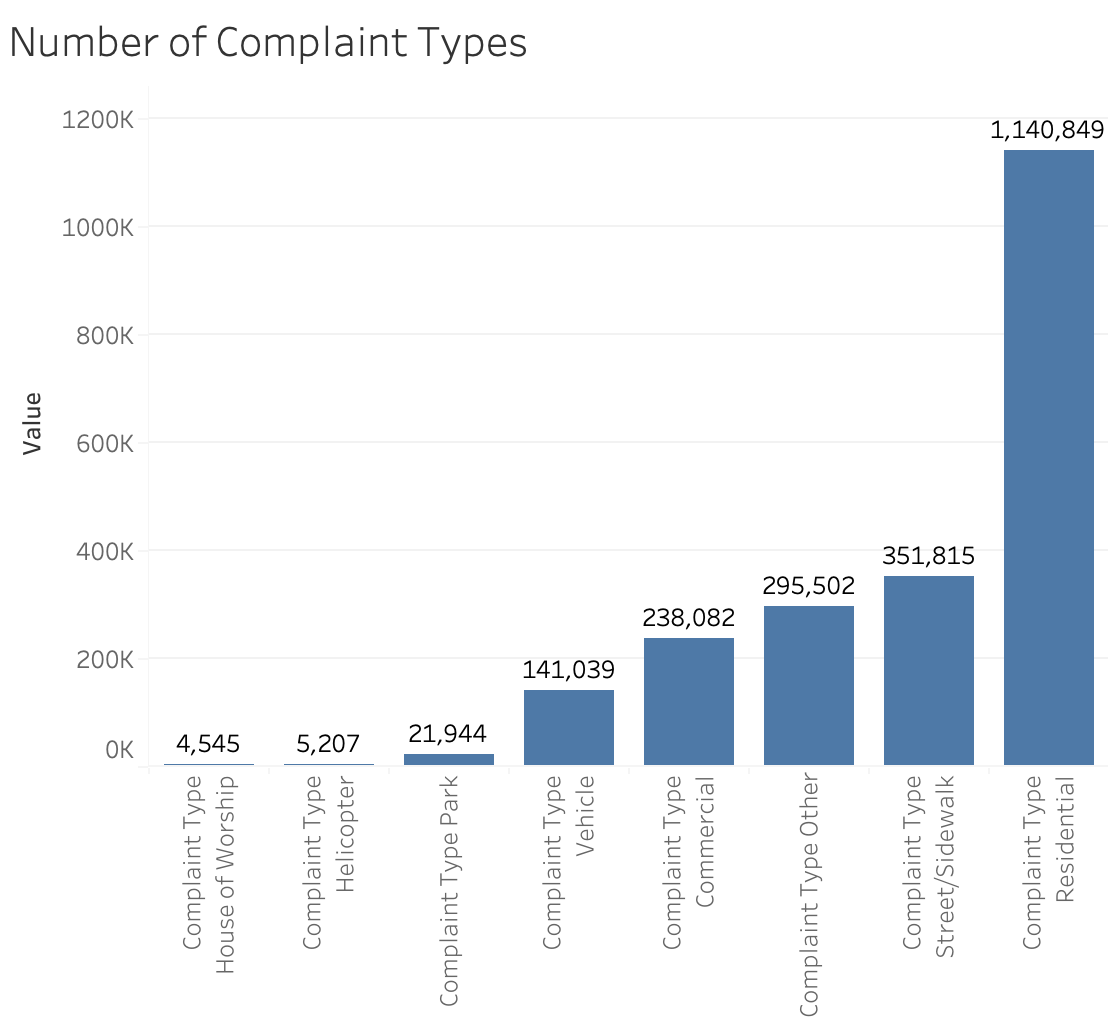 Number of Complaint Types
Value
1200K
1000K
800K
600K
400K
200K
0K
4,545
5,207
21,944
141,039
238,082
295,502
351,815
1,140,849
Complaint Type
House of Worship
Complaint Type
Helicopter
Complaint Type Park
Complaint Type
Vehicle
Complaint Type
Commercial
Complaint Type Other
Complaint Type
Street/Sidewalk
Complaint Type
Residential